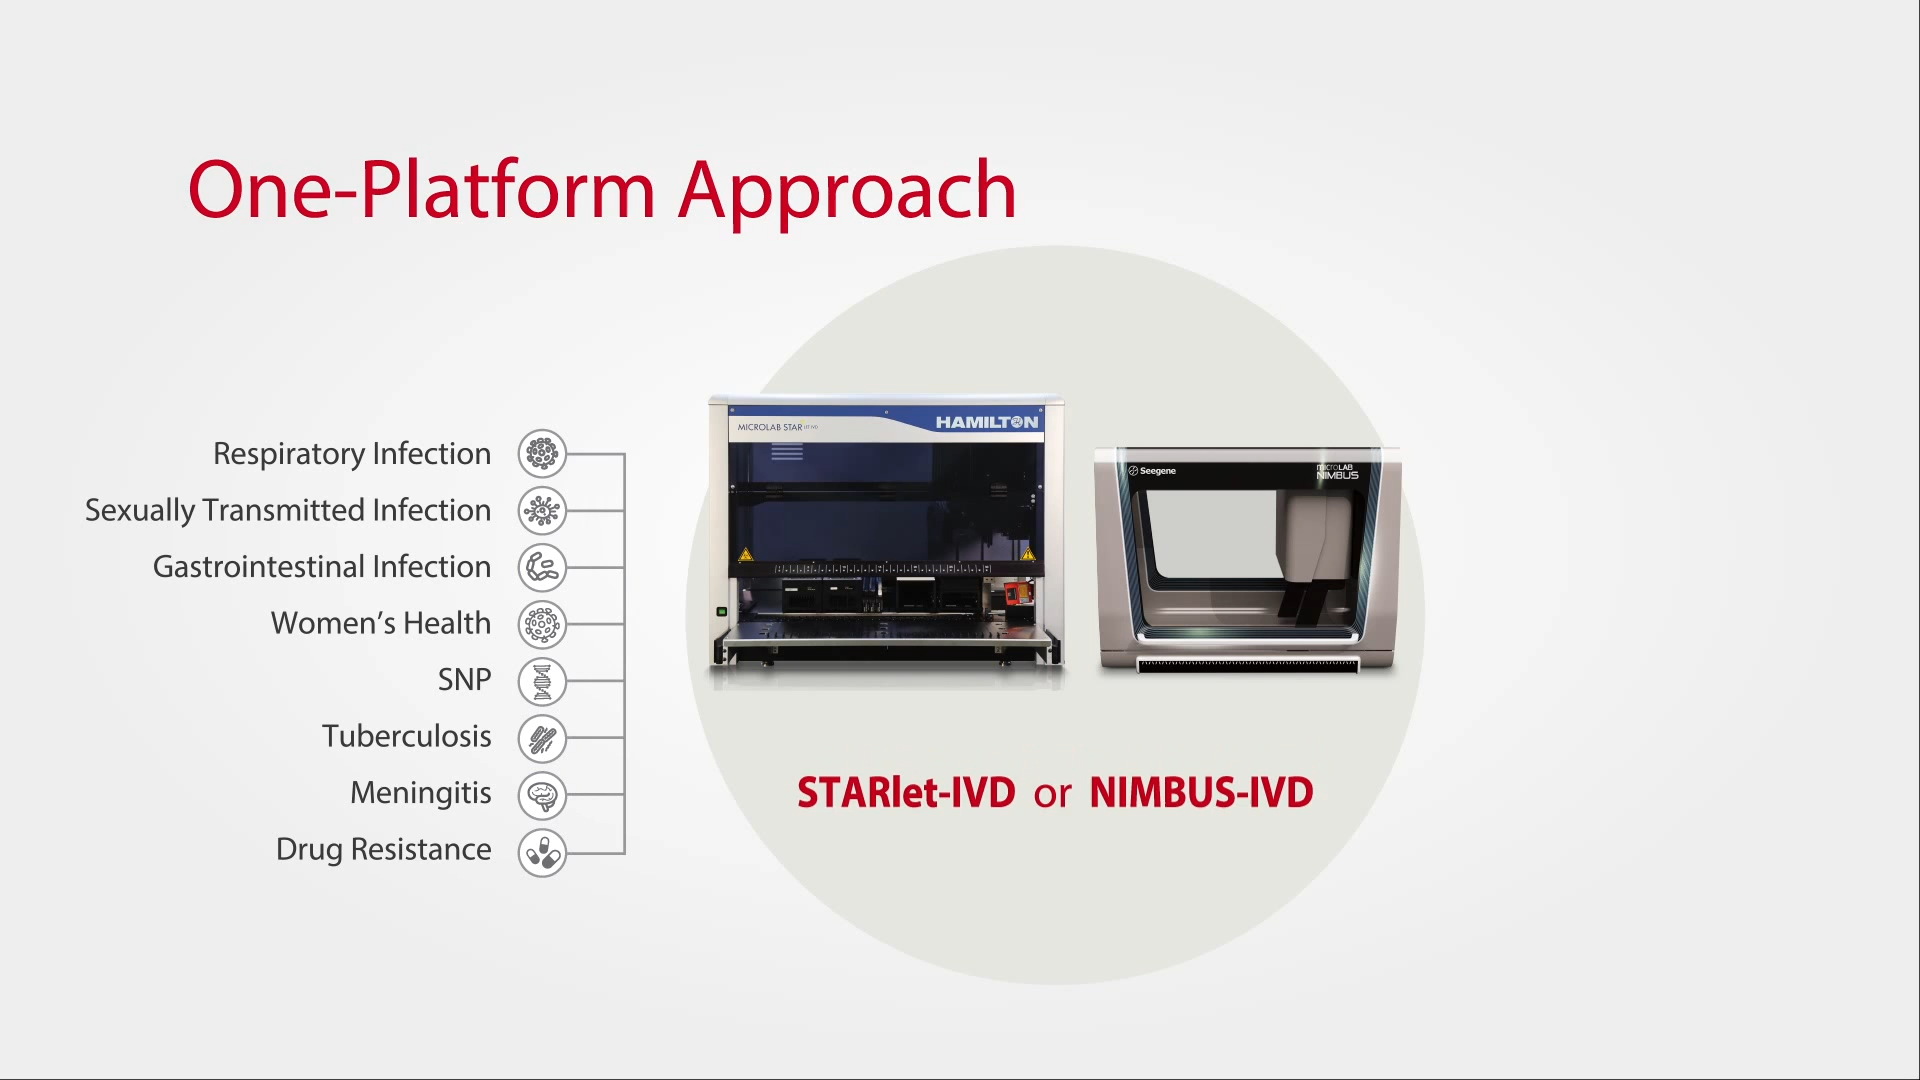 One-Platform Approach
Respiratory Infection
Sexually Transmitted Infection
Gastrointestinal Infection
Women’s Health
SNP
Tuberculosis
Meningitis
Drug Resistance
MICROLAB STAR
HAMILTON
Seegene
MICROLAB
NIMBUS
STARlet-IVD or NIMBUS-IVD